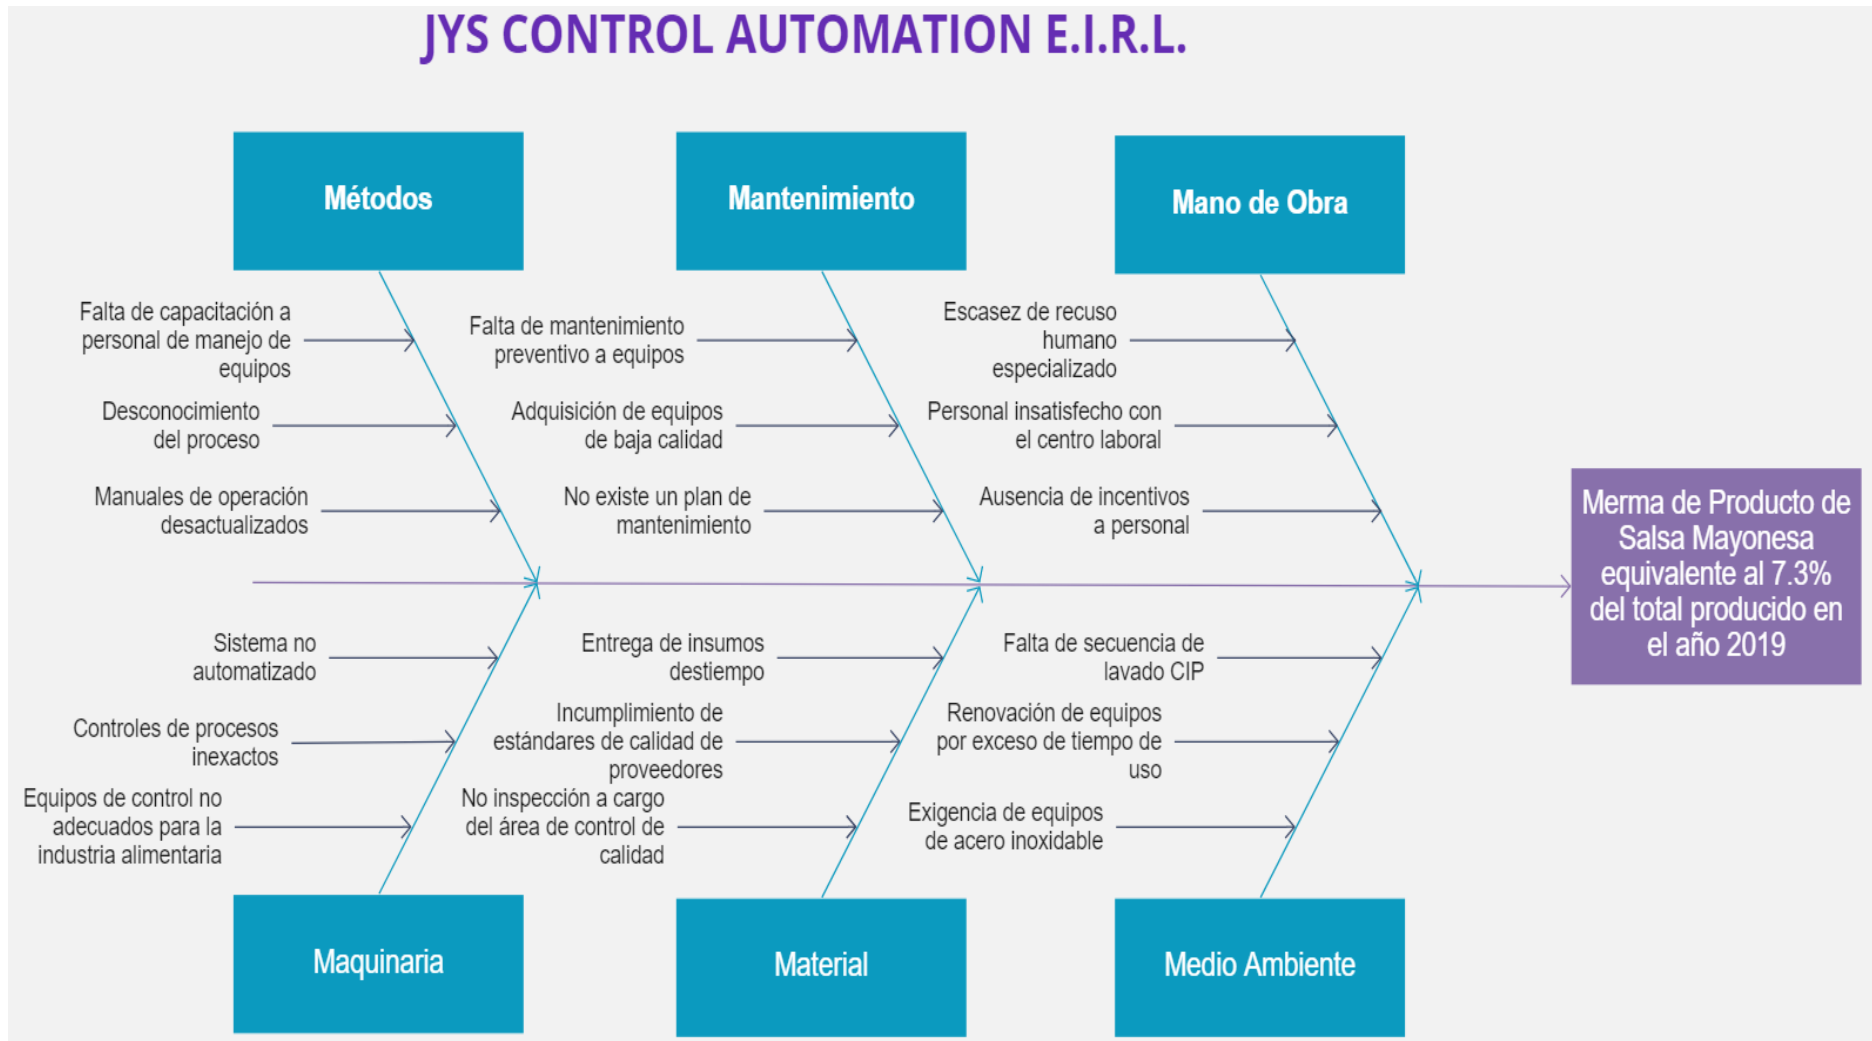 JYS CONTROL AUTOMATION E.I.R.L.
Métodos
Mantenimiento
Mano de Obra
Falta de capacitación a
personal de manejo de
equipos
Desconocimiento
del proceso
Manuales de operación
desactualizados
Falta de mantenimiento
preventivo a equipos
Adquisición de equipos
de baja calidad
No existe un plan de
mantenimiento
Escasez de recuso
humano
especializado
Personal insatisfecho con
el centro laboral
Ausencia de incentivos
a personal
Merma de Producto de
Salsa Mayonesa
equivalente al 7.3%
del total producido en
el año 2019
Sistema no
automatizado
Controles de procesos
inexactos
Equipos de control no
adecuados para la
industria alimentaria
Entrega de insumos
destiempo
Incumplimiento de
estándares de calidad de
proveedores
No inspección a cargo
del área de control de
calidad
Falta de secuencia de
lavado CIP
Renovación de equipos
por exceso de tiempo de
uso
Exigencia de equipos
de acero inoxidable
Maquinaria
Material
Medio Ambiente